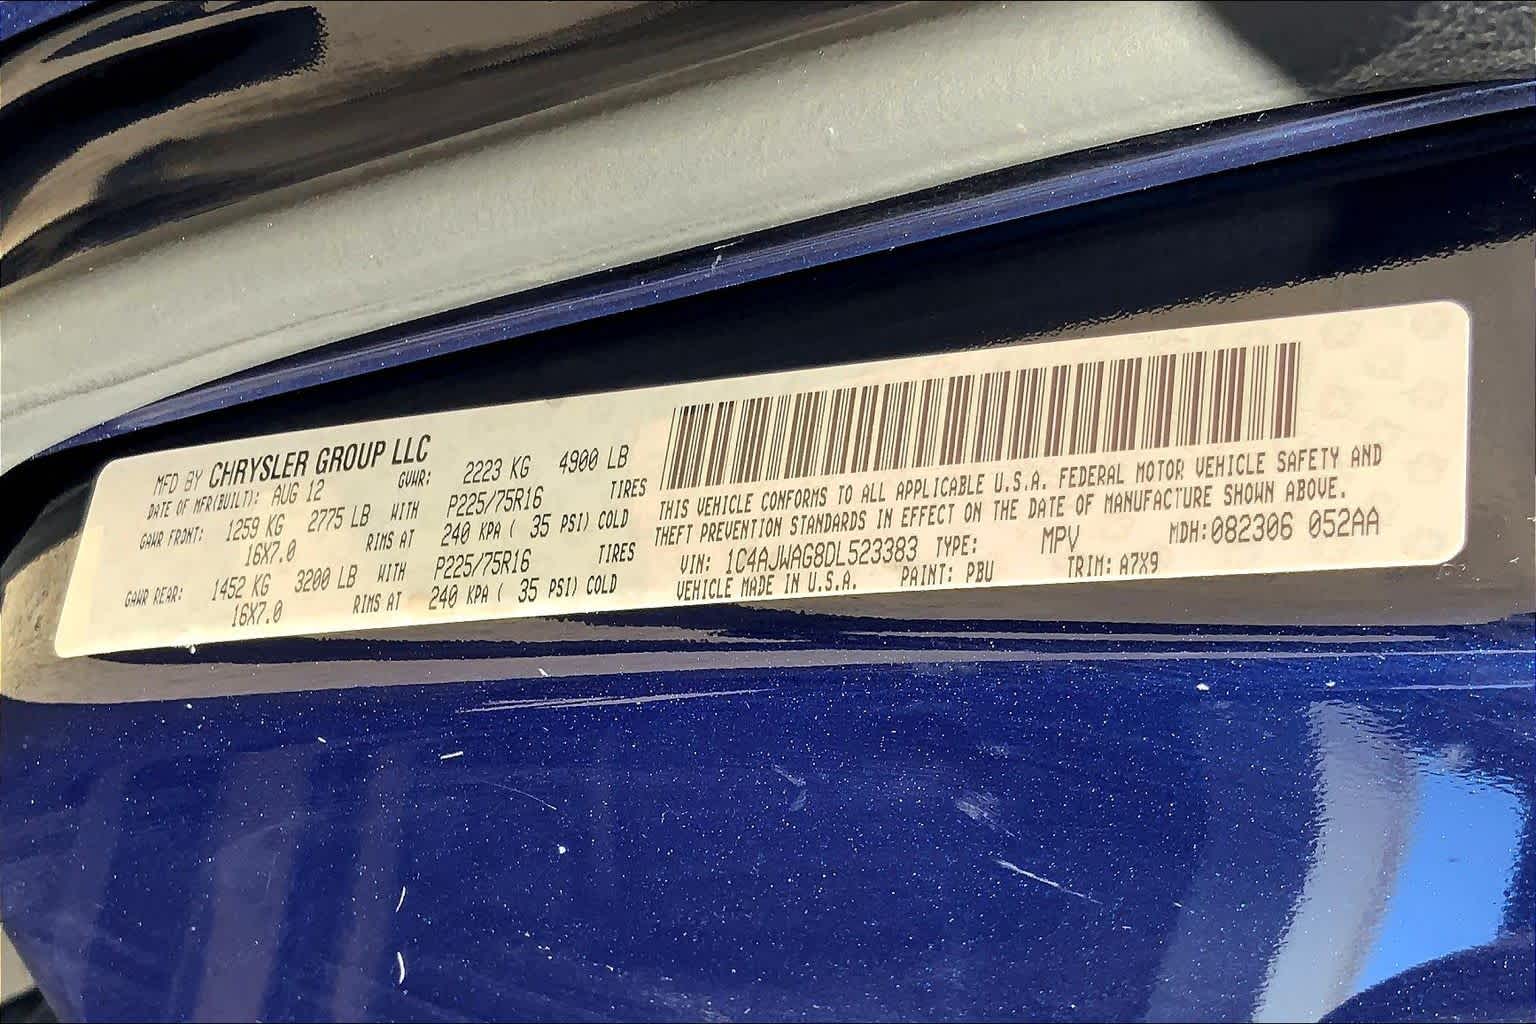 MFD BY CHRYSLER GROUP LLC
DATE OF MFR(BUILT): AUG 12 GVWR: 2223 KG 4900 LB
GAWR FRONT: 1259 KG 2775 LB WITH P225/75R16 TIRES
16X7.0 RIMS AT 240 KPA ( 35 PSI) COLD
GAWR REAR: 1452 KG 3200 LB WITH P225/75R16 TIRES
16X7.0 RIMS AT 240 KPA ( 35 PSI) COLD
THIS VEHICLE CONFORMS TO ALL APPLICABLE U.S.A. FEDERAL MOTOR VEHICLE SAFETY AND
THEFT PREVENTION STANDARDS IN EFFECT ON THE DATE OF MANUFACTURE SHOWN ABOVE.
VIN: 1C4AJWAG8DL523383 TYPE: MPV MDH:082306 052AA
VEHICLE MADE IN U.S.A. PAINT: PBU TRIM: A7X9